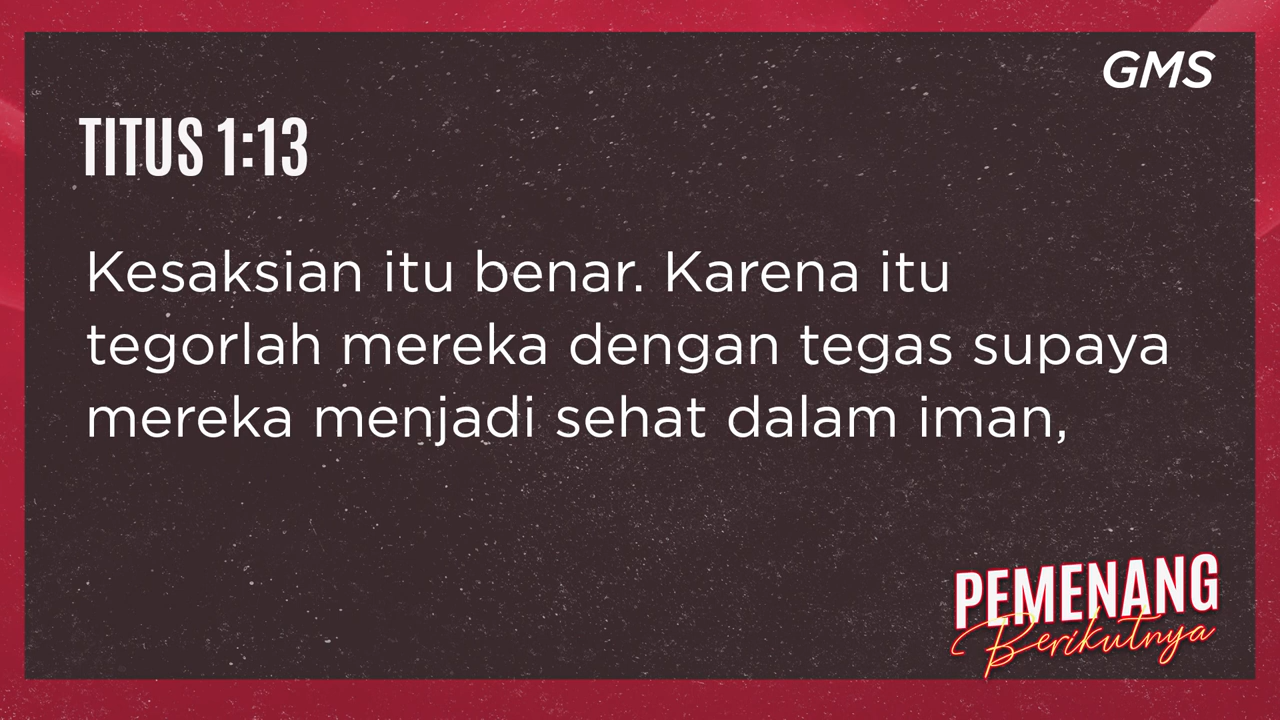 GMS
TITUS 1:13
Kesaksian itu benar. Karena itu
tegorlah mereka dengan tegas supaya
mereka menjadi sehat dalam iman,
PEMENANG
Berikutnya